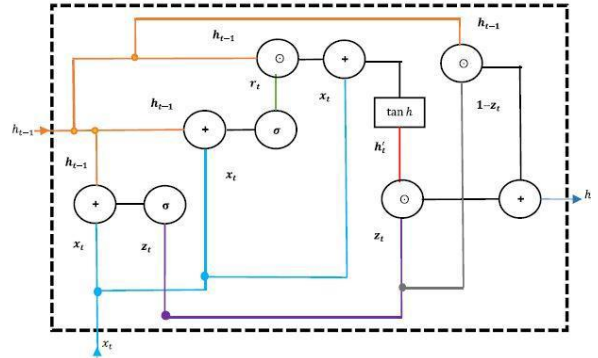 h_{t-1}
h_{t-1}
⊙
+
⊙
r_t
x_t
tan h
1-z_t
h_{t-1}
h_{t-1}
+
σ
h'_t
h_{t-1}
x_t
+
σ
⊙
+
h
x_t
z_t
z_t
x_t